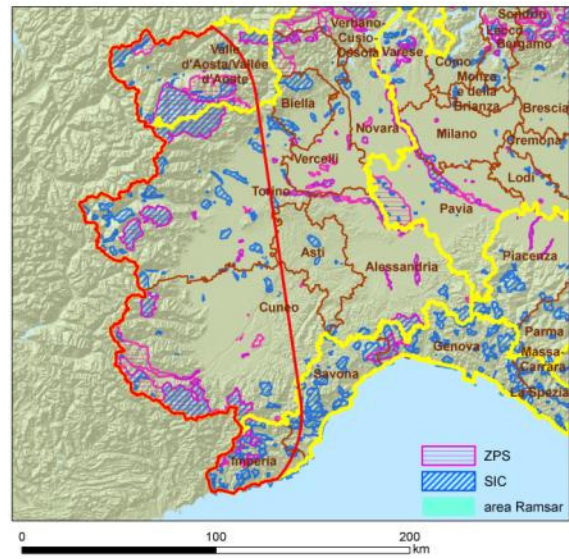 Verbano-
Cusio-
Ossola
Sondrio
Lecco
Bergamo
Valle
d'Aosta/Vallée
d'Aoste
Varese
Como
Monza
e della
Brianza
Biella
Brescia
Novara
Milano
Cremona
Vercelli
Lodi
Torino
Pavia
Asti
Piacenza
Alessandria
Cuneo
Parma
Genova
Massa-
Carrara
Savona
La Spezia
Imperia
ZPS
SIC
area Ramsar
0 100 200
km